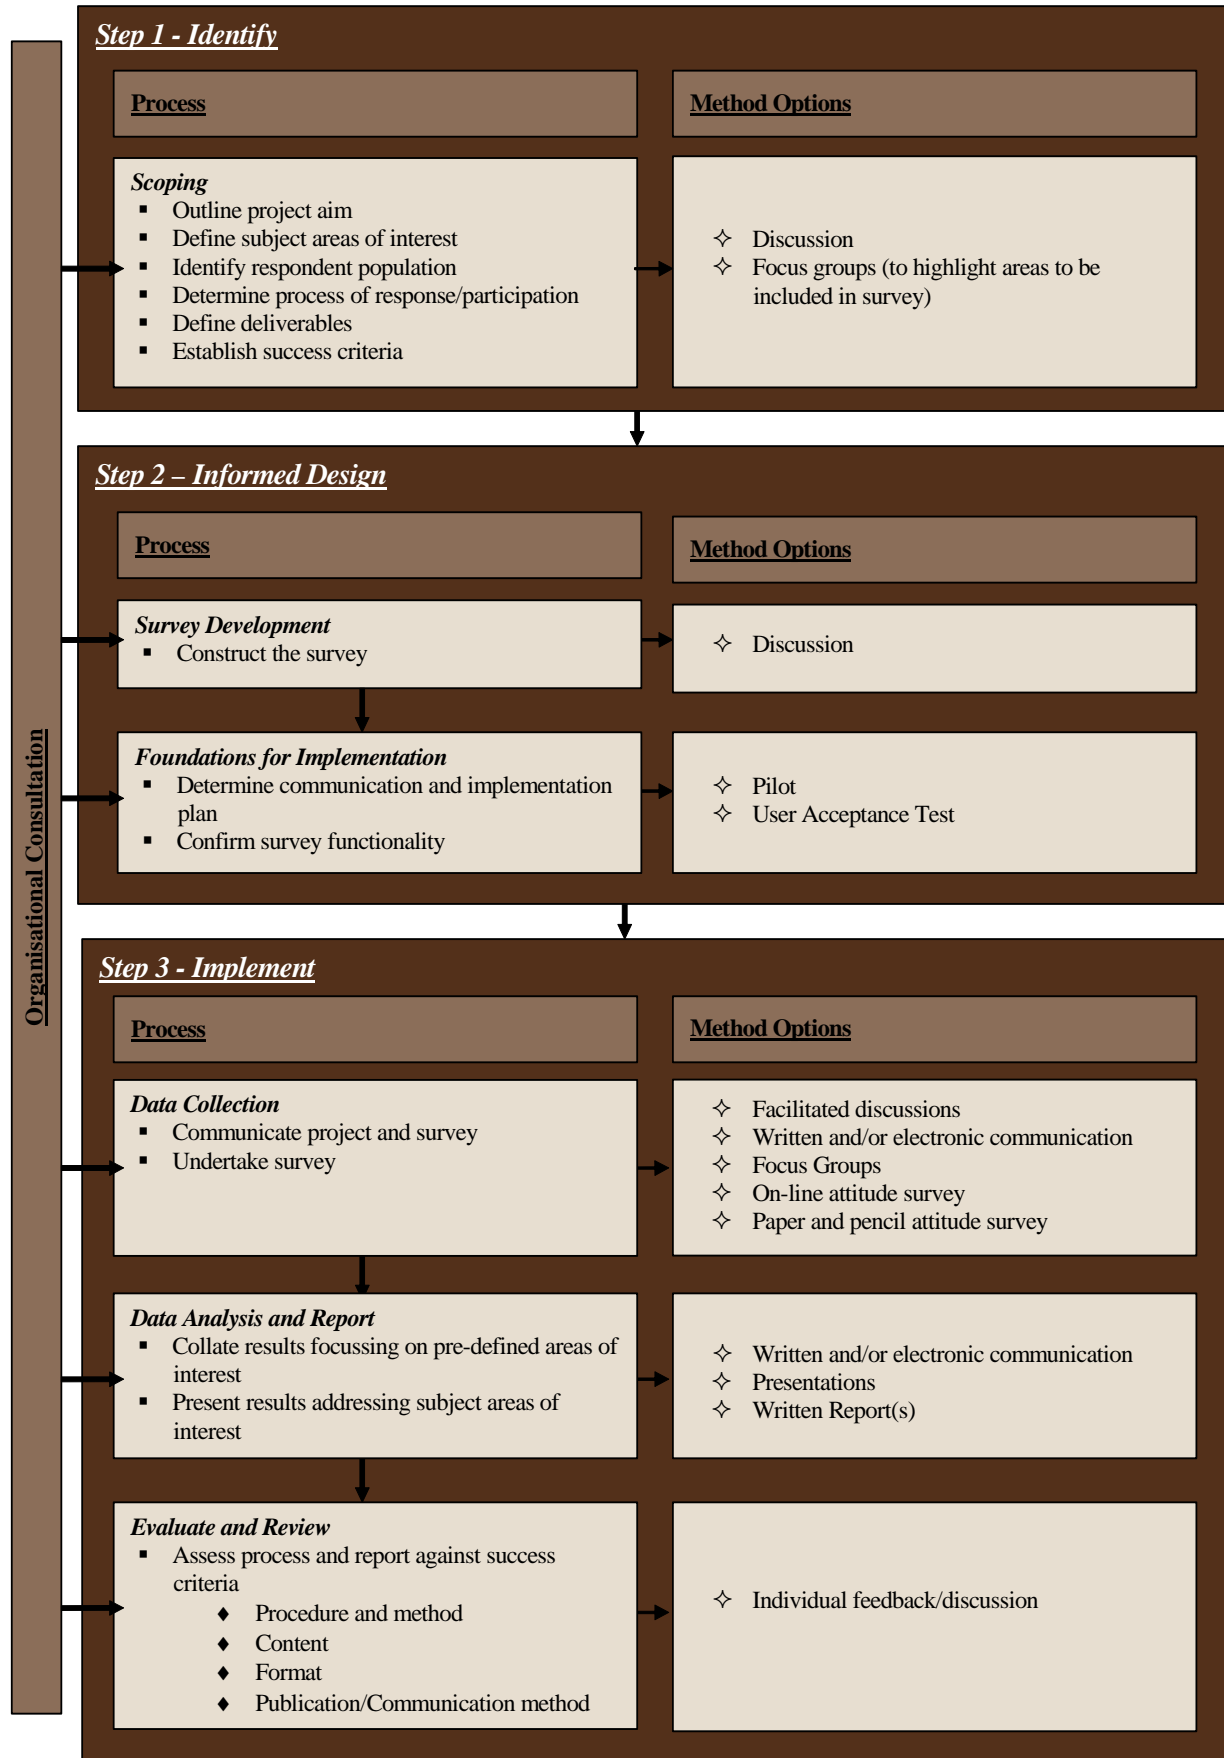 Organisational Consultation
Step 1 - Identify
Process
Method Options
Scoping
▪ Outline project aim
▪ Define subject areas of interest
▪ Identify respondent population
▪ Determine process of response/participation
▪ Define deliverables
▪ Establish success criteria
✧ Discussion
✧ Focus groups (to highlight areas to be
included in survey)
Step 2 – Informed Design
Process
Method Options
Survey Development
▪ Construct the survey
✧ Discussion
Foundations for Implementation
▪ Determine communication and implementation
plan
▪ Confirm survey functionality
✧ Pilot
✧ User Acceptance Test
Step 3 - Implement
Process
Method Options
Data Collection
▪ Communicate project and survey
▪ Undertake survey
✧ Facilitated discussions
✧ Written and/or electronic communication
✧ Focus Groups
✧ On-line attitude survey
✧ Paper and pencil attitude survey
Data Analysis and Report
▪ Collate results focussing on pre-defined areas of
interest
▪ Present results addressing subject areas of
interest
✧ Written and/or electronic communication
✧ Presentations
✧ Written Report(s)
Evaluate and Review
▪ Assess process and report against success
criteria
♦ Procedure and method
♦ Content
♦ Format
♦ Publication/Communication method
✧ Individual feedback/discussion